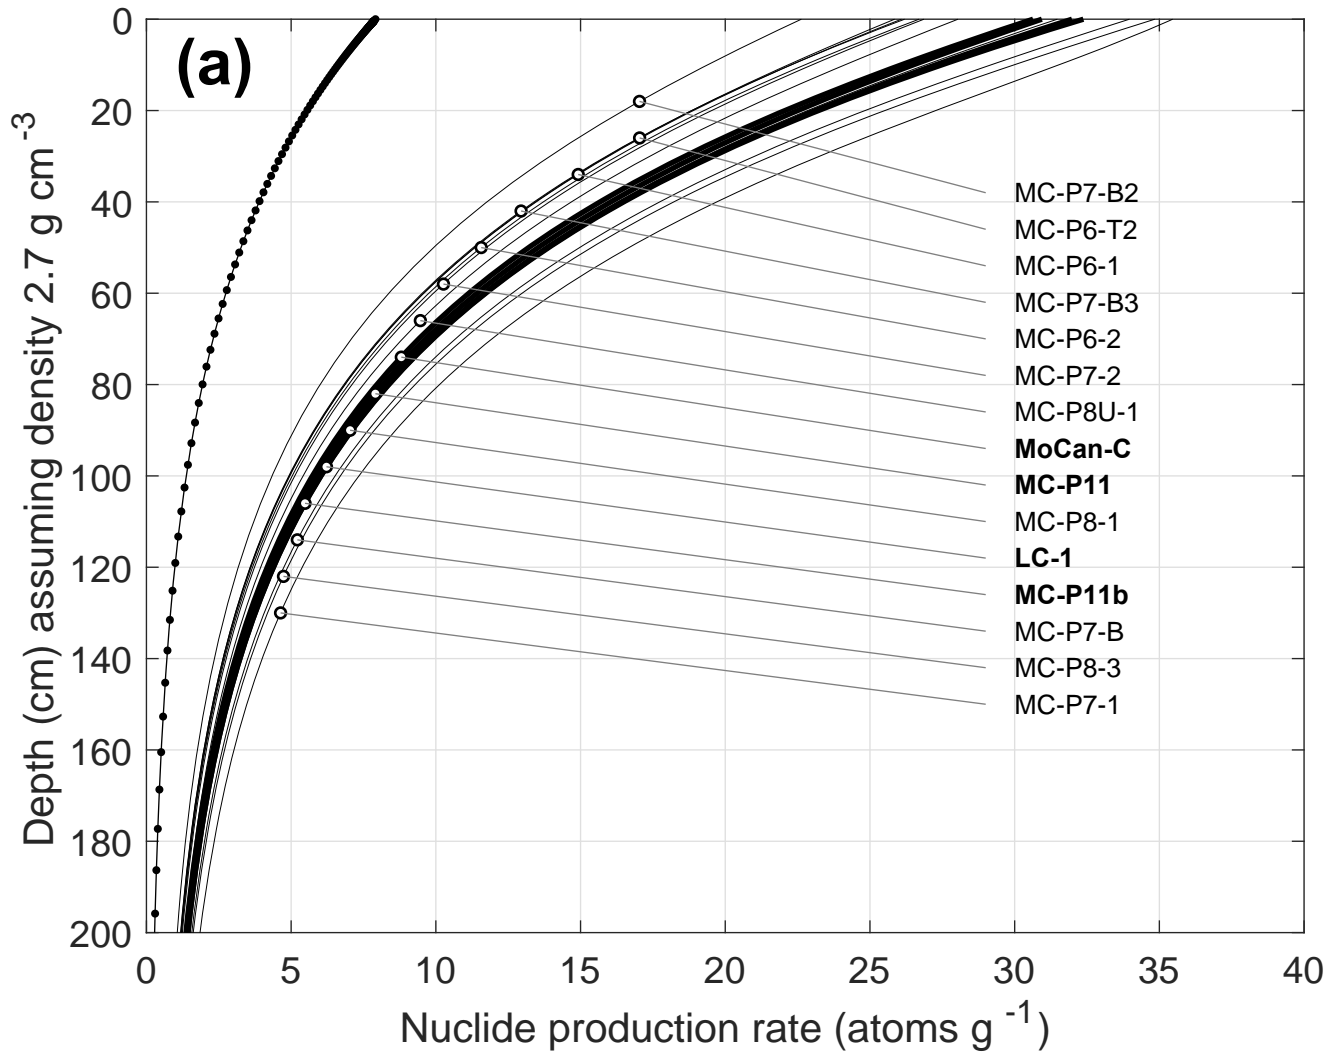 (a)
0
20
40
60
80
100
120
140
160
180
200
Depth (cm) assuming density 2.7 g cm -3
MC-P7-B2
MC-P6-T2
MC-P6-1
MC-P7-B3
MC-P6-2
MC-P7-2
MC-P8U-1
MoCan-C
MC-P11
MC-P8-1
LC-1
MC-P11b
MC-P7-B
MC-P8-3
MC-P7-1
0 5 10 15 20 25 30 35 40
Nuclide production rate (atoms g -1)